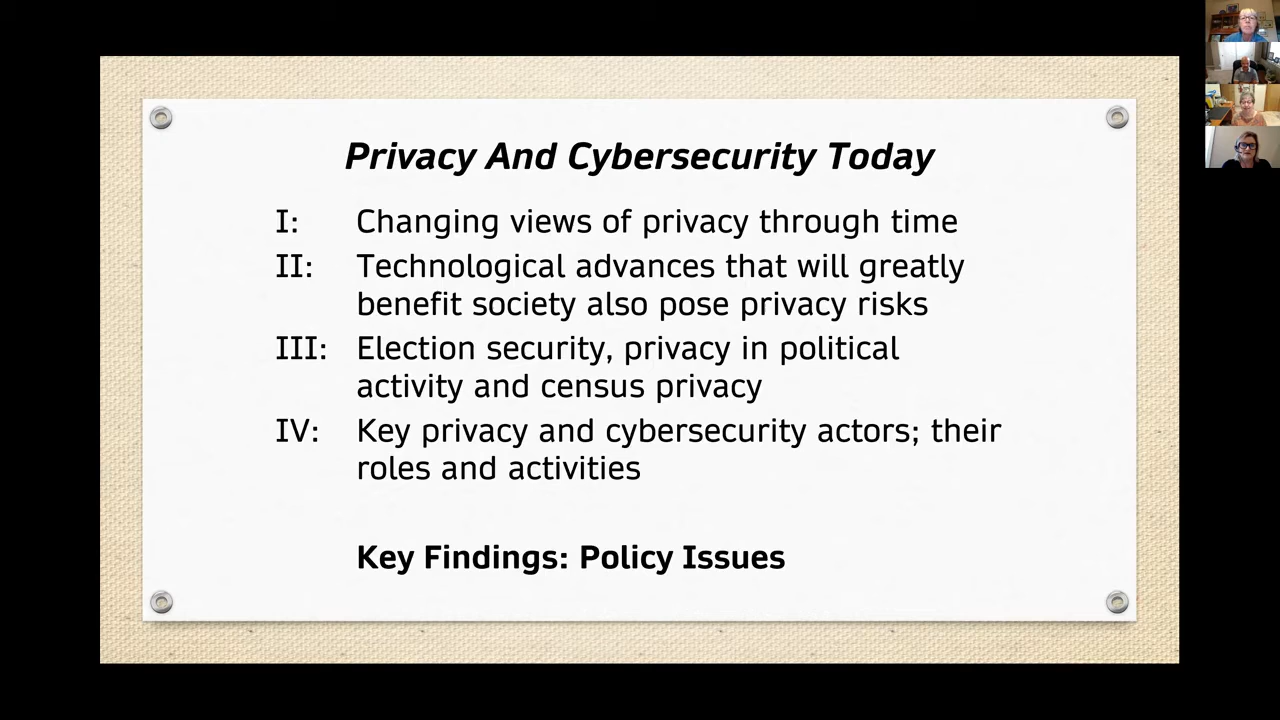 Privacy And Cybersecurity Today
I: Changing views of privacy through time
II: Technological advances that will greatly
benefit society also pose privacy risks
III: Election security, privacy in political
activity and census privacy
IV: Key privacy and cybersecurity actors; their
roles and activities
Key Findings: Policy Issues